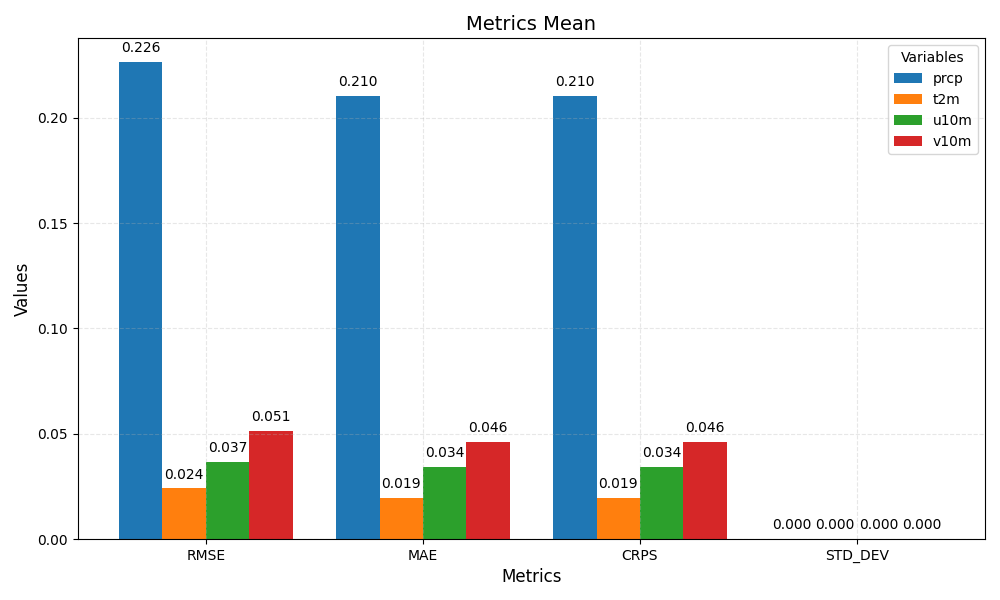 Metrics Mean
Values
0.20
0.15
0.10
0.05
0.00
0.226
0.024
0.037
0.051
0.210
0.019
0.034
0.046
0.210
0.019
0.034
0.046
0.000 0.000 0.000 0.000
Variables
prcp
t2m
u10m
v10m
RMSE MAE CRPS STD_DEV
Metrics